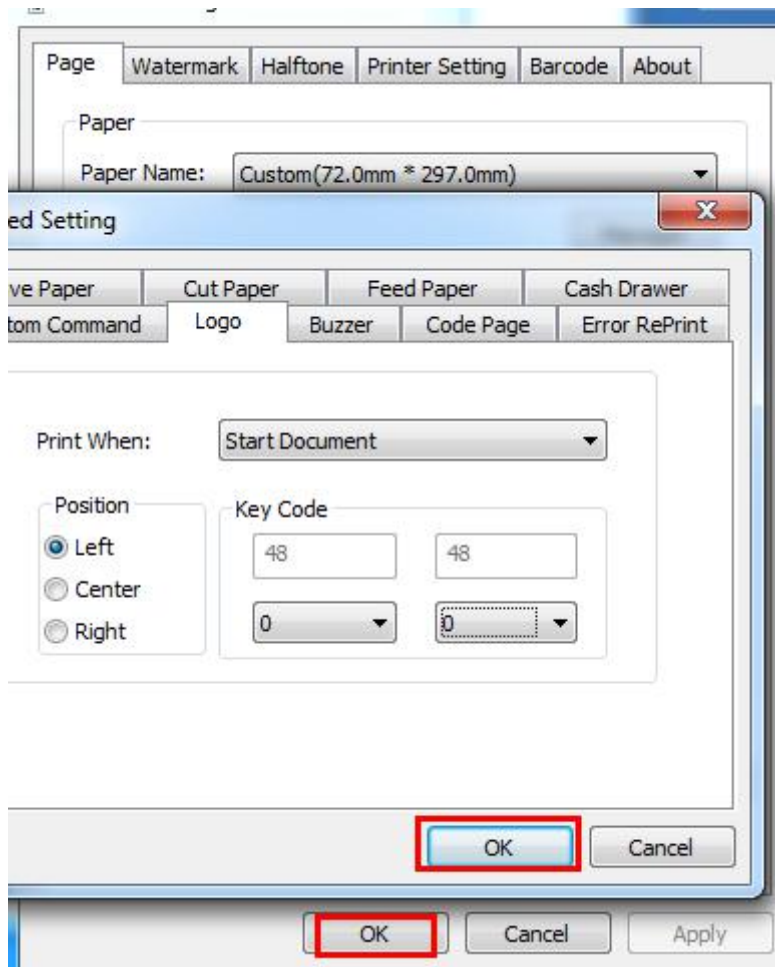 Page Watermark Halftone Printer Setting Barcode About
Paper
Paper Name: Custom(72.0mm * 297.0mm)
ed Setting
ve Paper Cut Paper Feed Paper Cash Drawer
tom Command Logo Buzzer Code Page Error RePrint
Print When: Start Document
Position Key Code
Left 48 48
Center
Right 0 0
OK Cancel
OK Cancel Apply